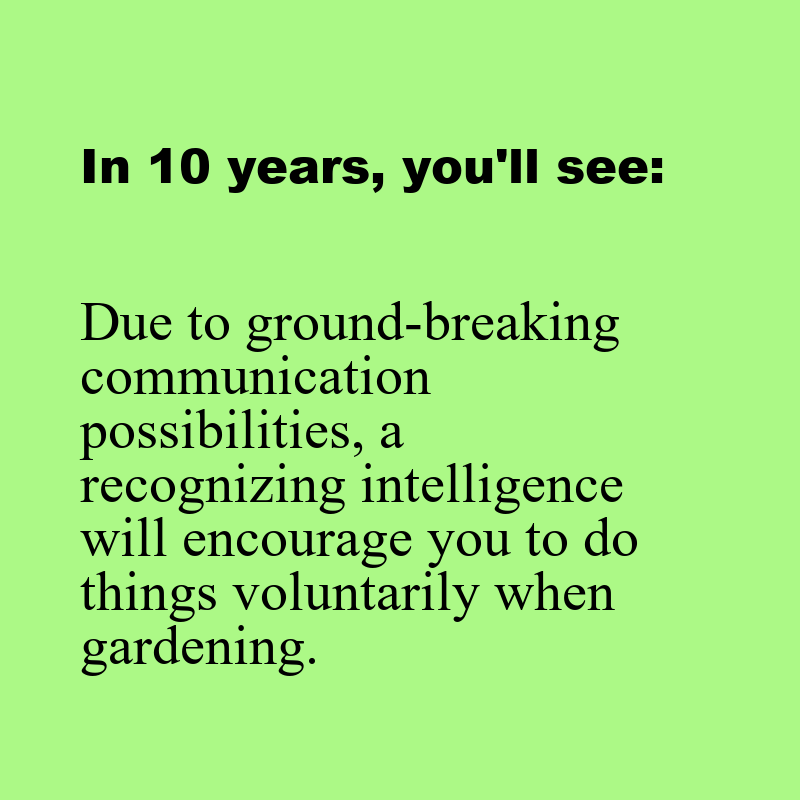 In 10 years, you'll see:
Due to ground-breaking
communication
possibilities, a
recognizing intelligence
will encourage you to do
things voluntarily when
gardening.